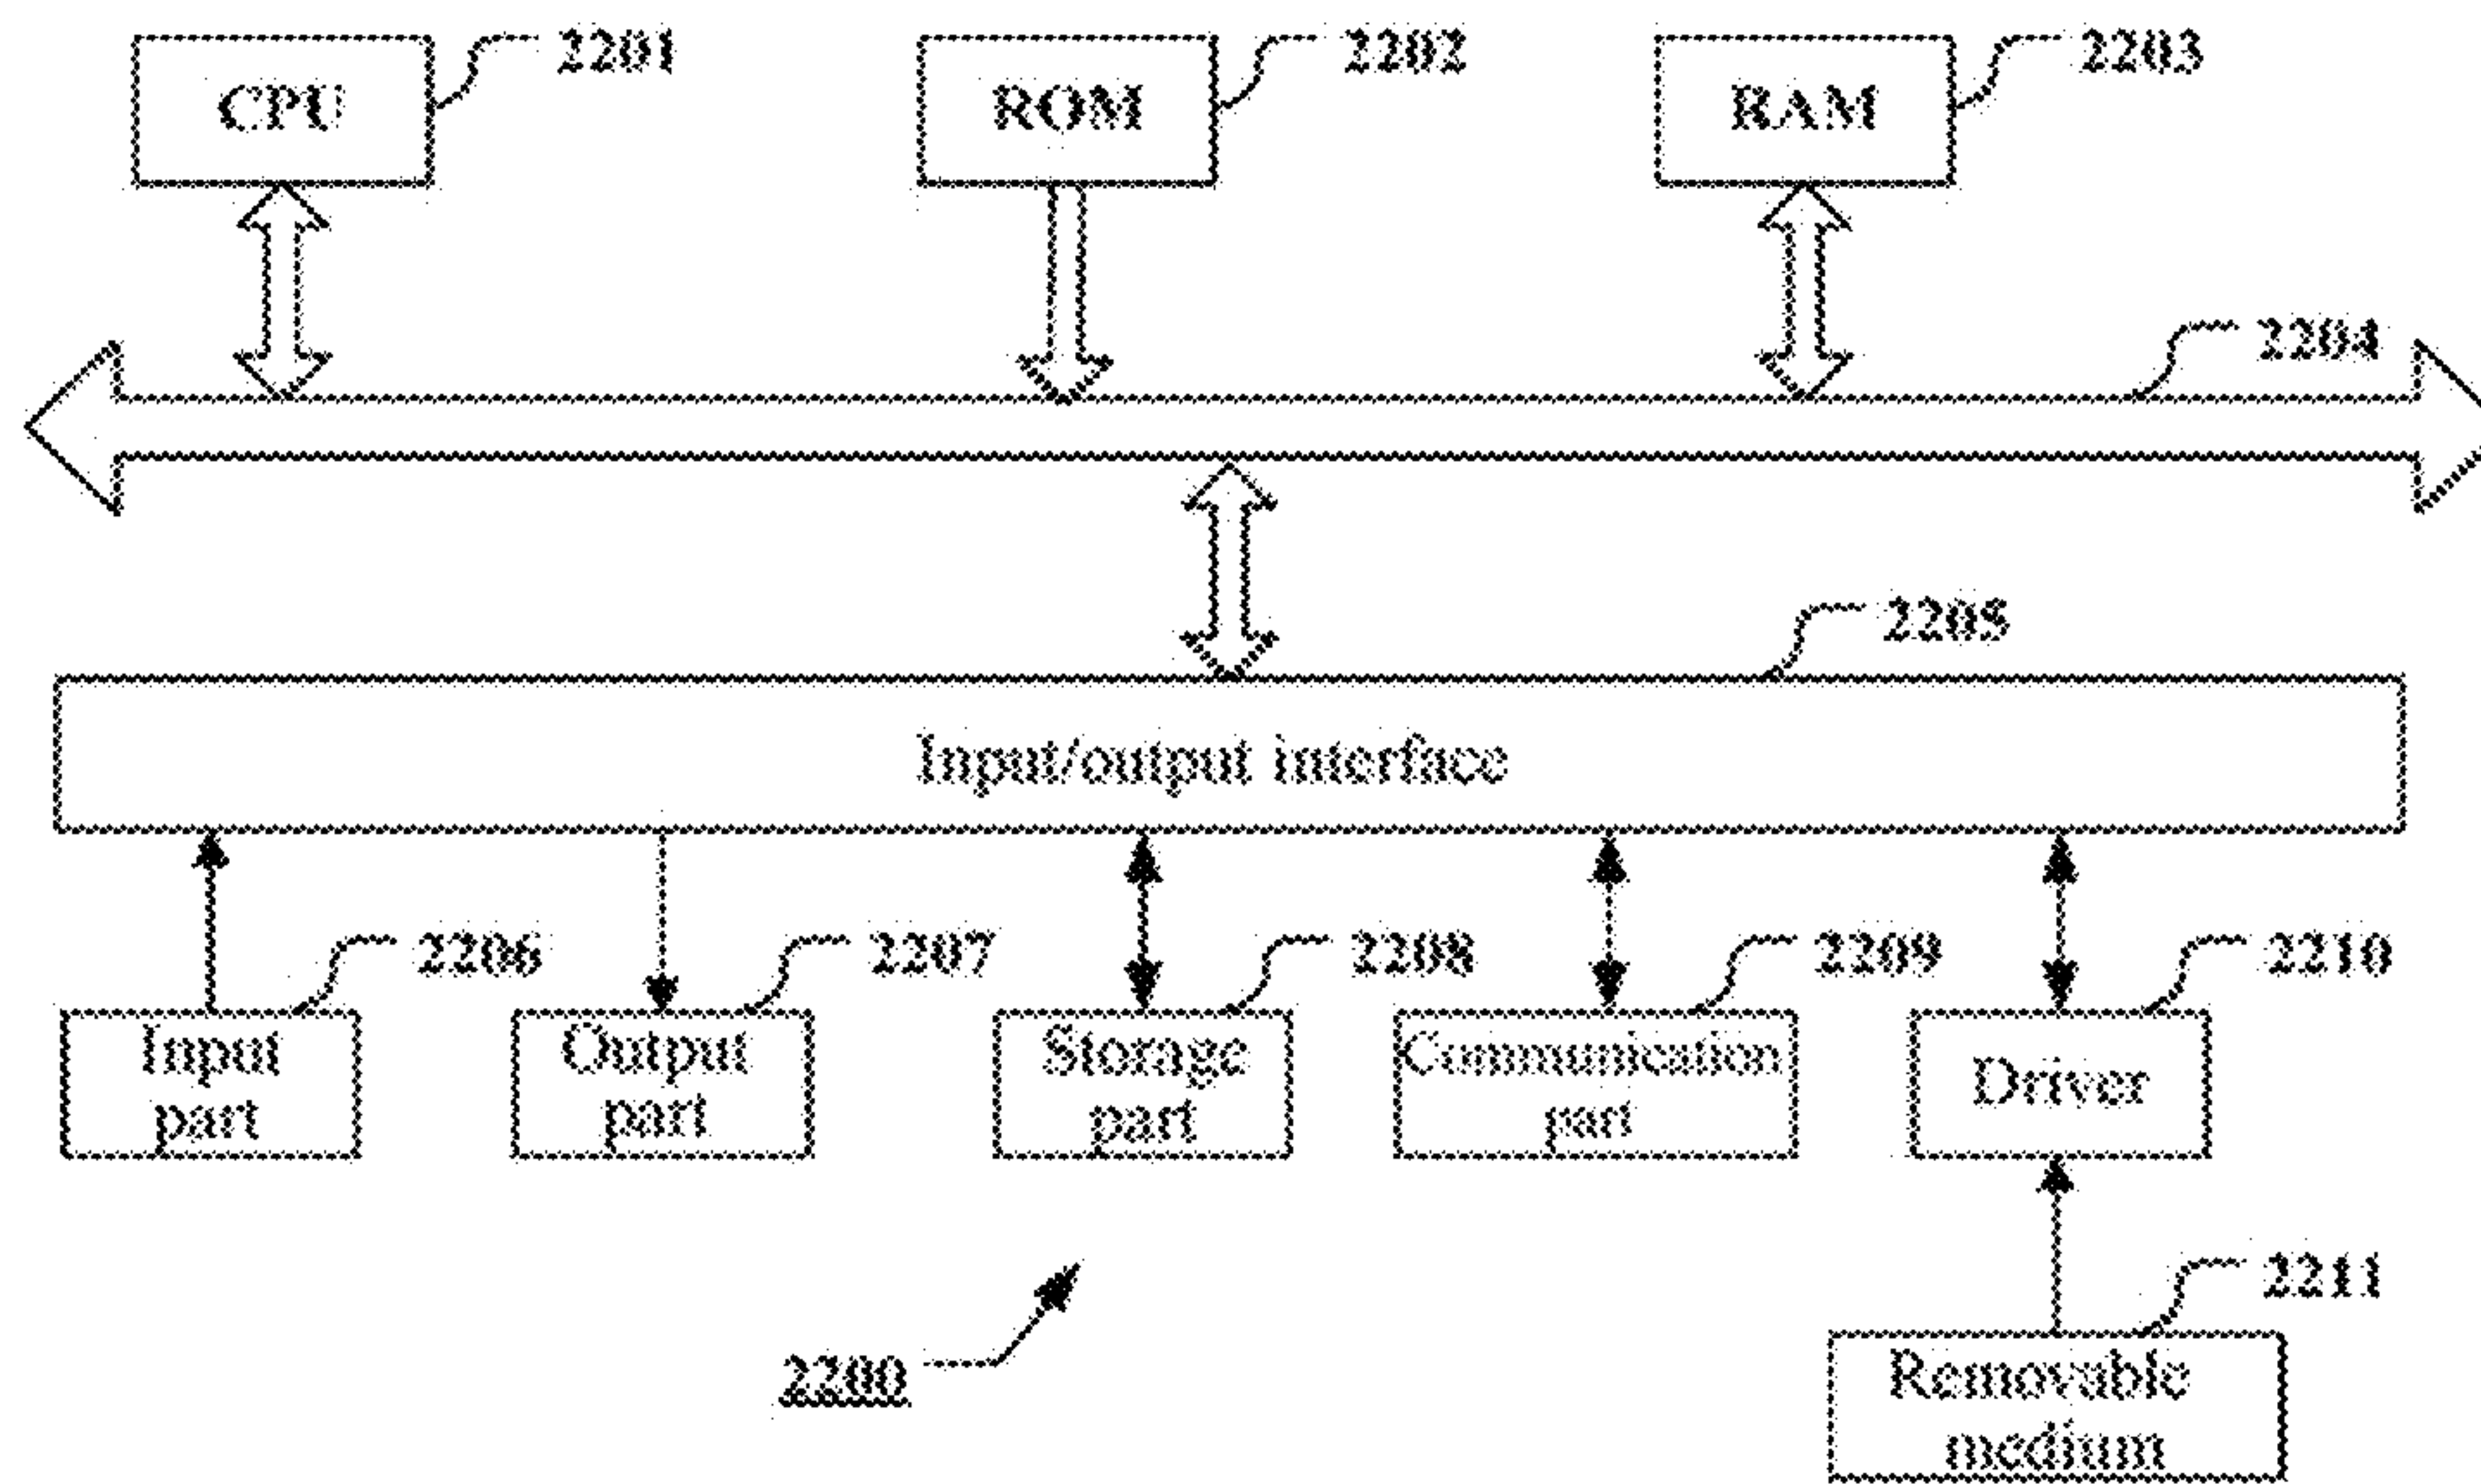 CPU
2201
ROM
2202
RAM
2203
2204
2205
Input/output interface
2206
2207
2208
2209
2210
Input
part
Output
part
Storage
part
Communication
part
Driver
2211
2200
Removable
medium